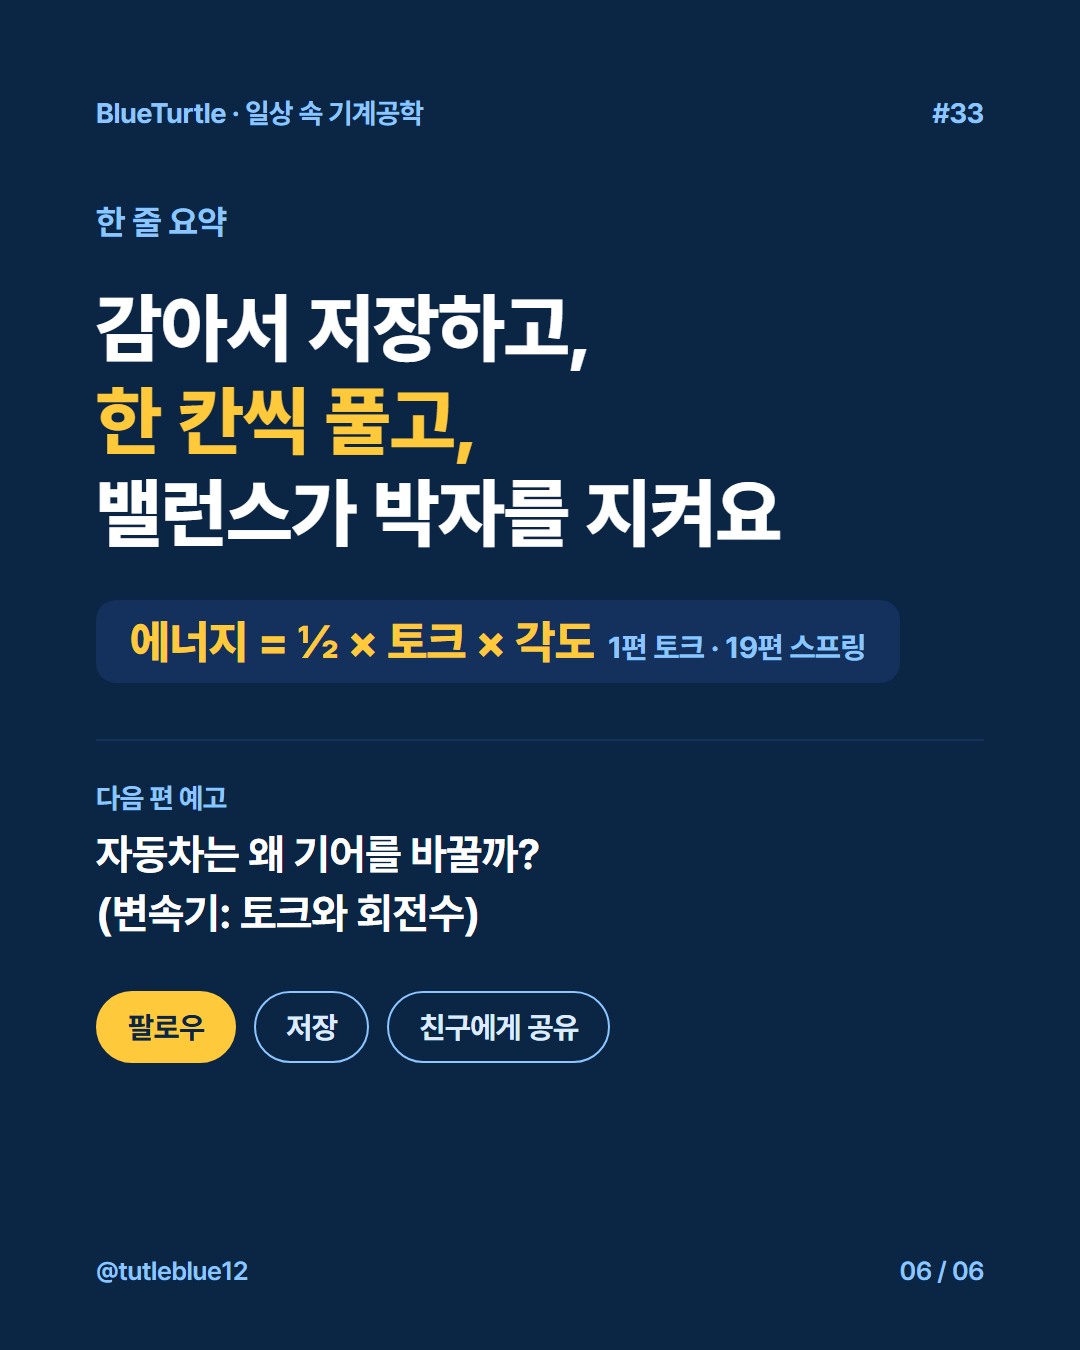 BlueTurtle · 일상 속 기계공학
#33
한 줄 요약
감아서 저장하고,
한 칸씩 풀고,
밸런스가 박자를 지켜요
에너지 = ½ × 토크 × 각도 1편 토크 · 19편 스프링
다음 편 예고
자동차는 왜 기어를 바꿀까?
(변속기: 토크와 회전수)
팔로우
저장
친구에게 공유
@tutleblue12
06 / 06